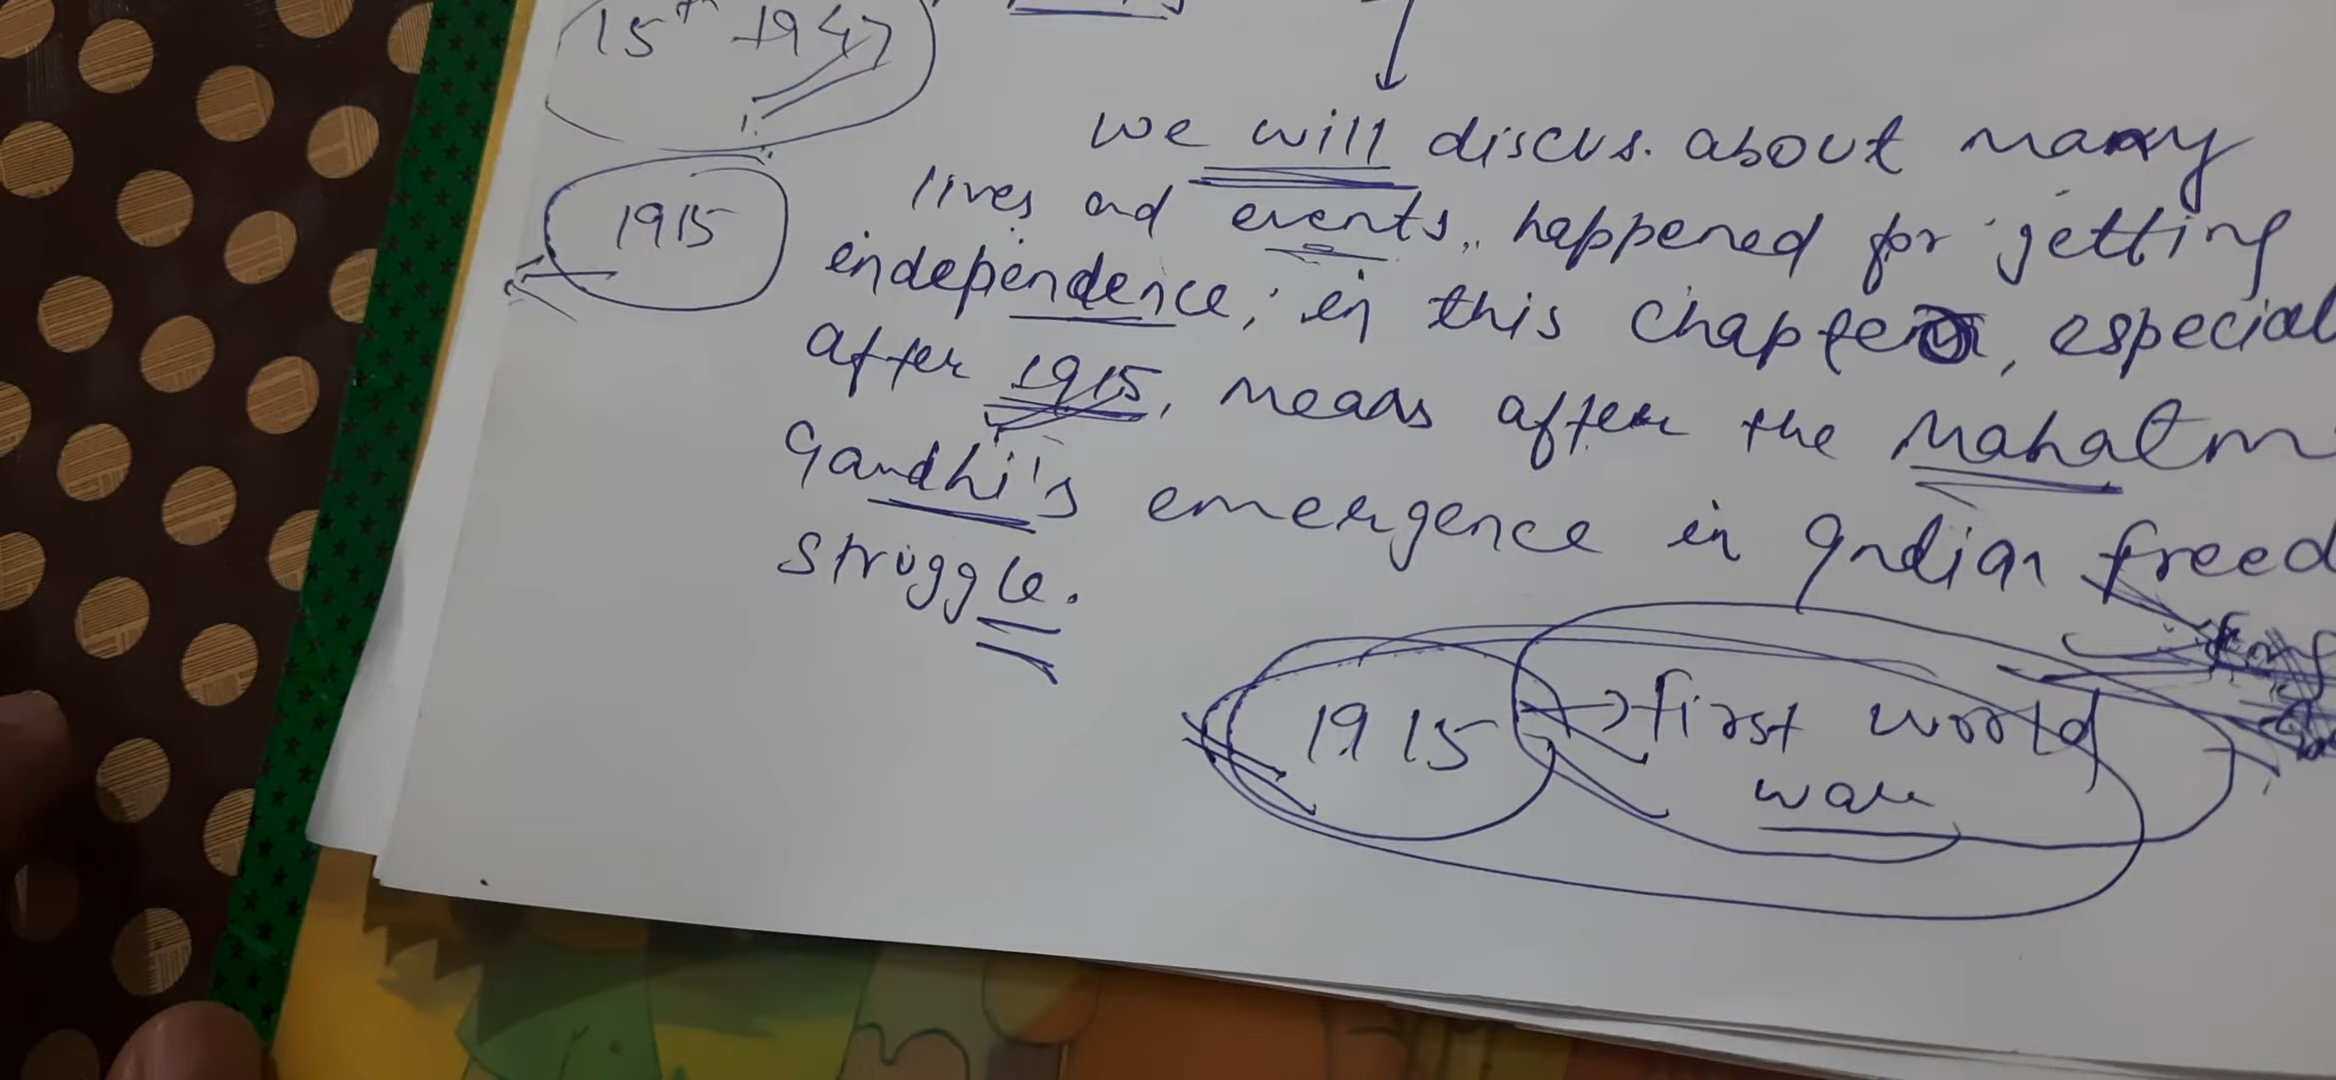 15th 1947
we will discus. about many
1915
lives and events, happened for getting
independence, in this chapter, especial
after 1915, means after the Mahatm
Gandhi's emergence in Indian freed
struggle.
1915 → first world
war